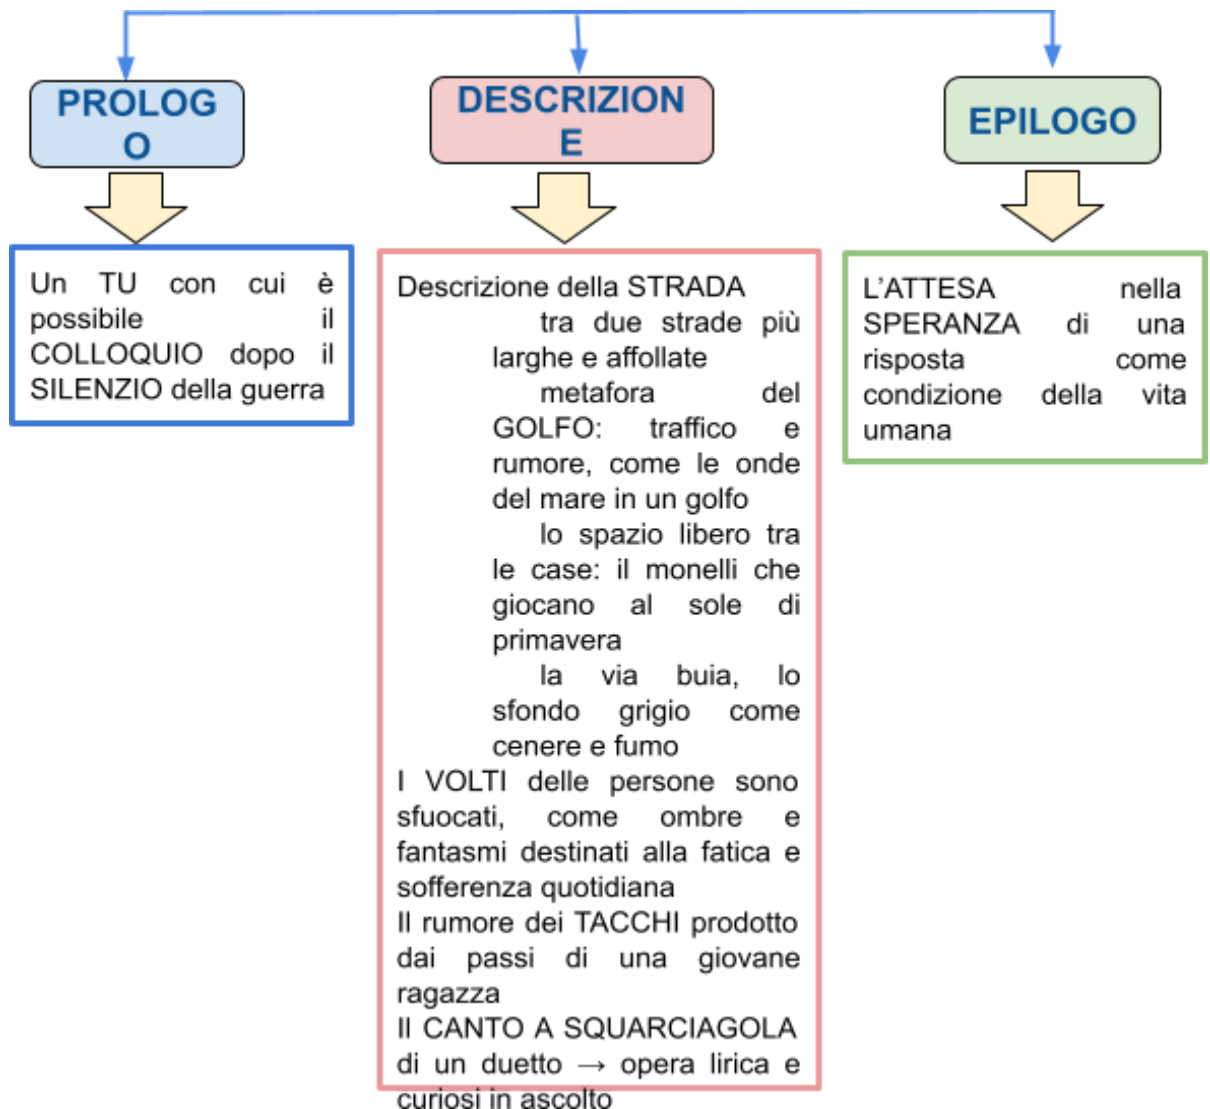 PROLOG
O
DESCRIZION
E
EPILOGO
Un TU con cui è
possibile il
COLLOQUIO dopo il
SILENZIO della guerra
Descrizione della STRADA
tra due strade più
larghe e affollate
metafora del
GOLFO: traffico e
rumore, come le onde
del mare in un golfo
lo spazio libero tra
le case: il monelli che
giocano al sole di
primavera
la via buia, lo
sfondo grigio come
cenere e fumo
I VOLTI delle persone sono
sfuocati, come ombre e
fantasmi destinati alla fatica e
sofferenza quotidiana
Il rumore dei TACCHI prodotto
dai passi di una giovane
ragazza
Il CANTO A SQUARCIAGOLA
di un duetto → opera lirica e
curiosi in ascolto
L'ATTESA nella
SPERANZA di una
risposta come
condizione della vita
umana